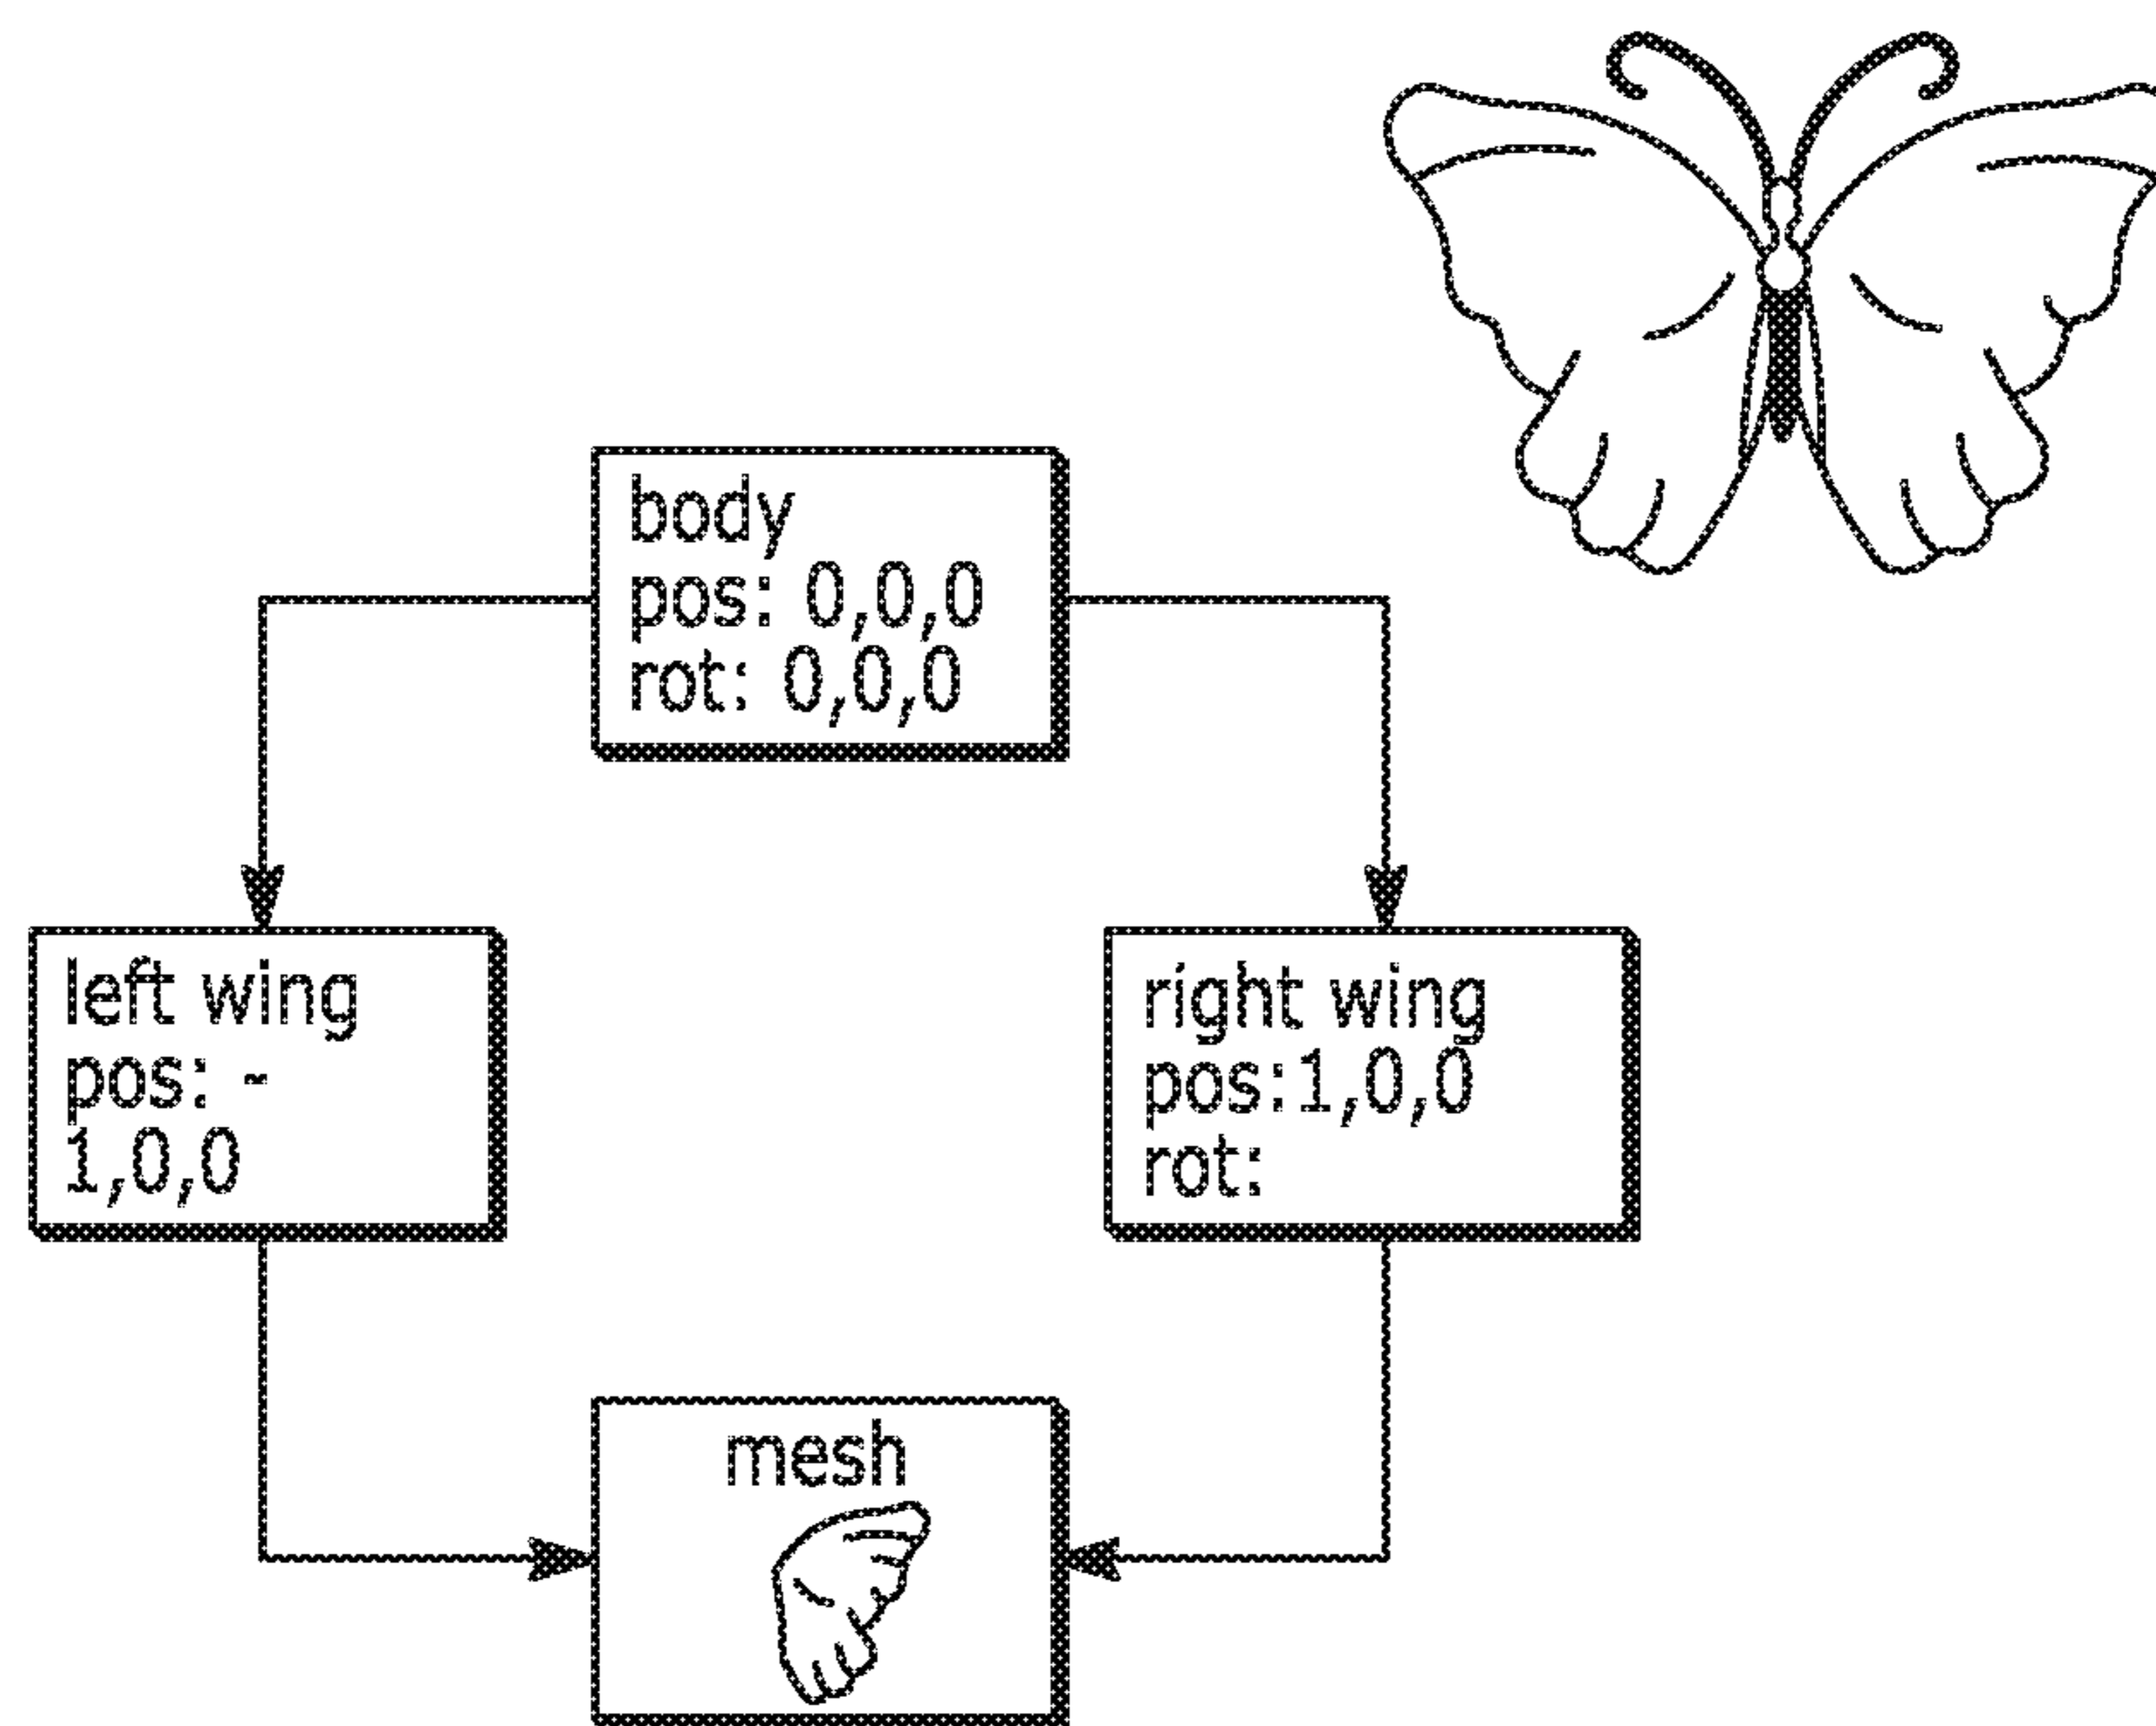 body
pos: 0,0,0
rot: 0,0,0
left wing
pos: -
1,0,0
right wing
pos:1,0,0
rot:
mesh